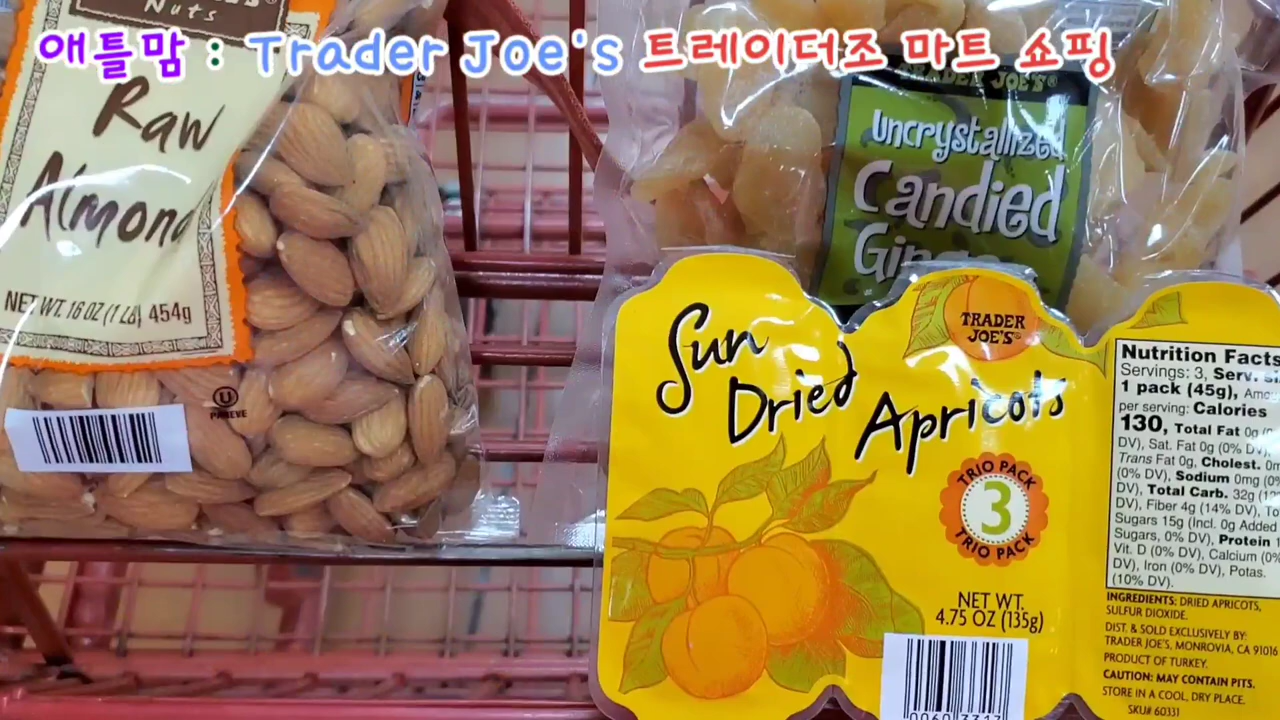 애틀맘 : Trader Joe's 트레이더조 마트 쇼핑
Nuts
Raw
Almond
NET WT. 16 OZ (1 LB) 454g
U
PAREVE
TRADER JOE'S®
Uncrystallized
Candied
Sun
Dried
Apricots
TRADER
JOE'S®
TRIO PACK
3
TRIO PACK
NET WT.
4.75 OZ (135g)
Nutrition Facts
Servings: 3, Serv.
1 pack (45g),
per serving: Calories
130, Total Fat 0g
DV), Sat. Fat 0g (0% DV),
Trans Fat 0g, Cholest.
(0% DV), Sodium 0mg
DV), Total Carb. 32g
DV), Fiber 4g (14% DV),
Sugars 15g (Incl. 0g Added
Sugars, 0% DV), Protein
Vit. D (0% DV), Calcium
DV), Iron (0% DV), Potas.
(10% DV).
INGREDIENTS: DRIED APRICOTS,
SULFUR DIOXIDE.
DIST. & SOLD EXCLUSIVELY BY:
TRADER JOE'S, MONROVIA, CA 91016
PRODUCT OF TURKEY.
CAUTION: MAY CONTAIN PITS.
STORE IN A COOL, DRY PLACE.
SKU# 60331